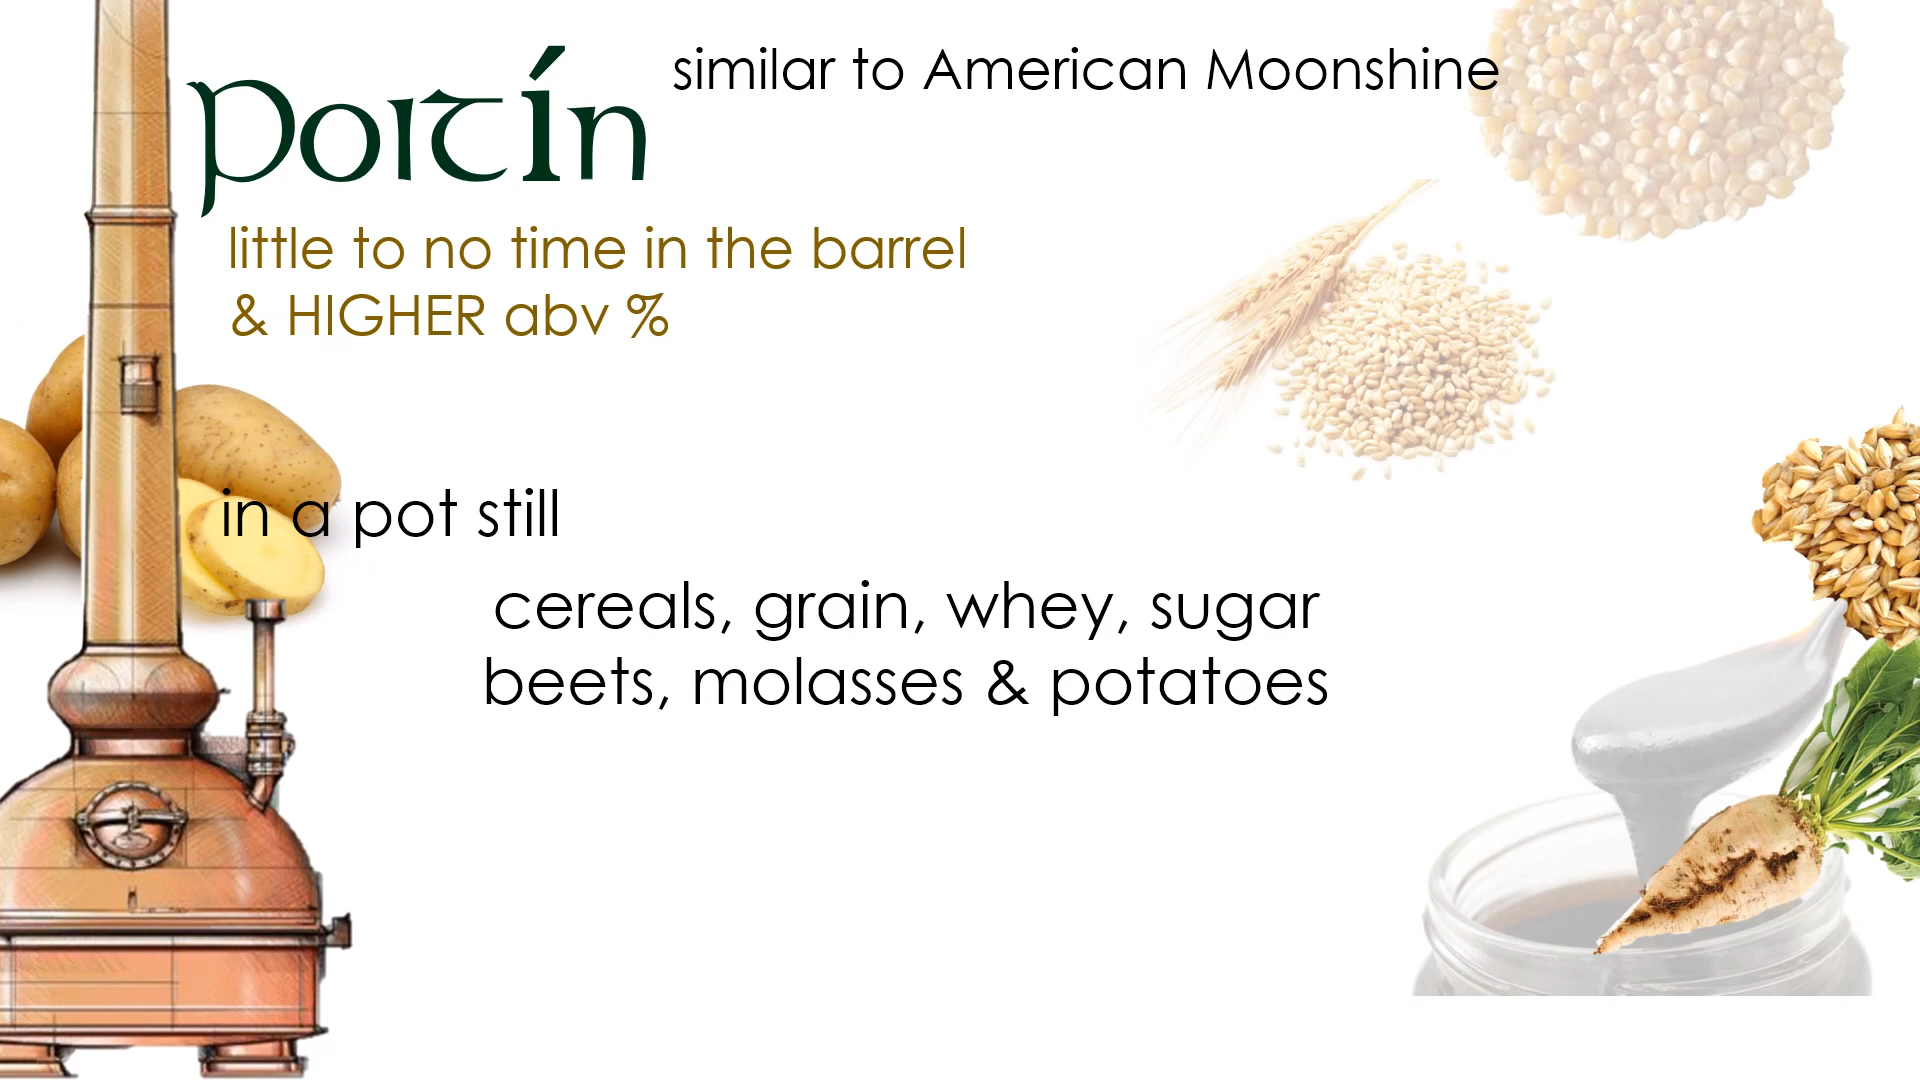 Poitín
similar to American Moonshine
little to no time in the barrel
& HIGHER abv %
in a pot still
cereals, grain, whey, sugar
beets, molasses & potatoes